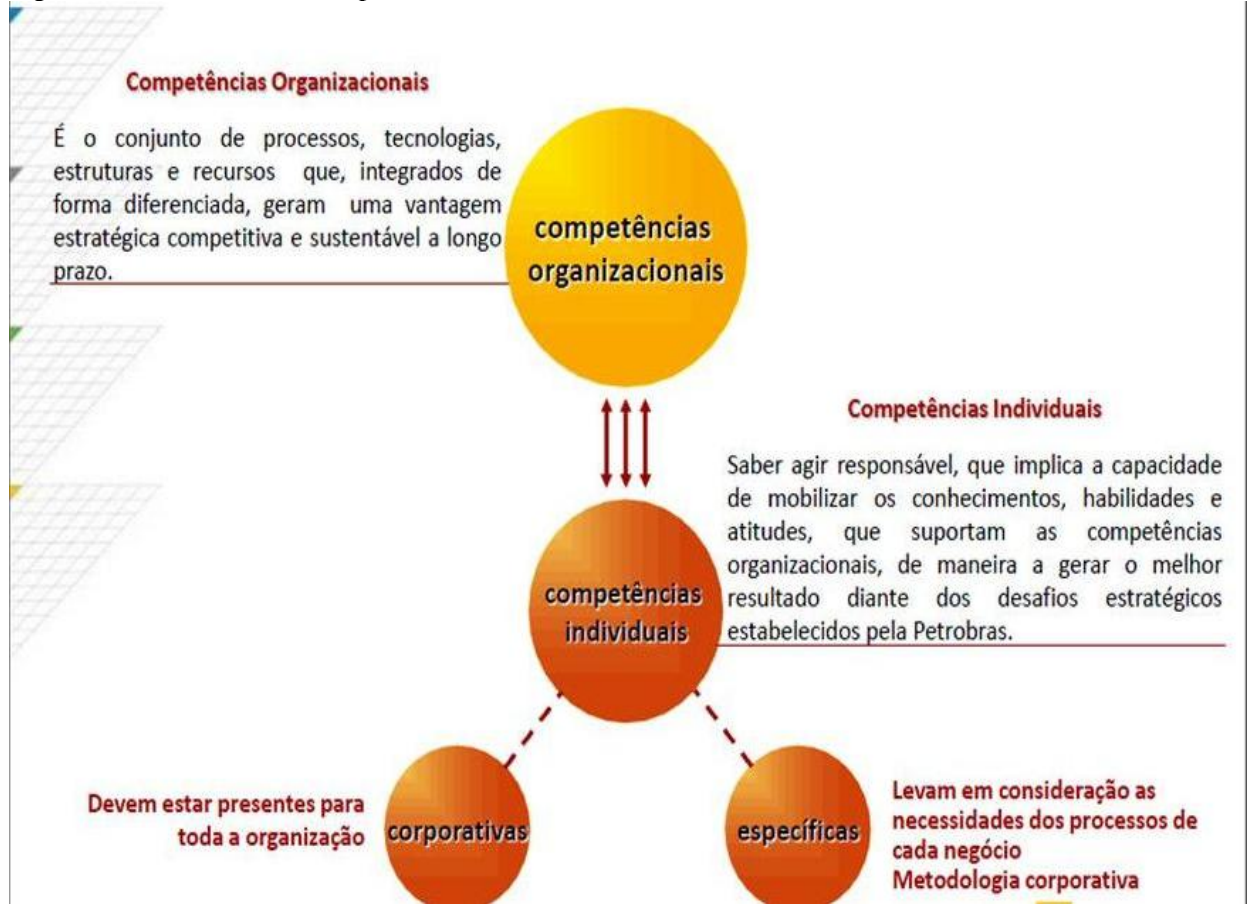 Competências Organizacionais
É o conjunto de processos, tecnologias,
estruturas e recursos que, integrados de
forma diferenciada, geram uma vantagem
estratégica competitiva e sustentável a longo
prazo.
competências
organizacionais
Competências Individuais
Saber agir responsável, que implica a capacidade
de mobilizar os conhecimentos, habilidades e
atitudes, que suportam as competências
organizacionais, de maneira a gerar o melhor
resultado diante dos desafios estratégicos
estabelecidos pela Petrobras.
competências
individuais
Devem estar presentes para
toda a organização
corporativas
específicas
Levam em consideração as
necessidades dos processos de
cada negócio
Metodologia corporativa